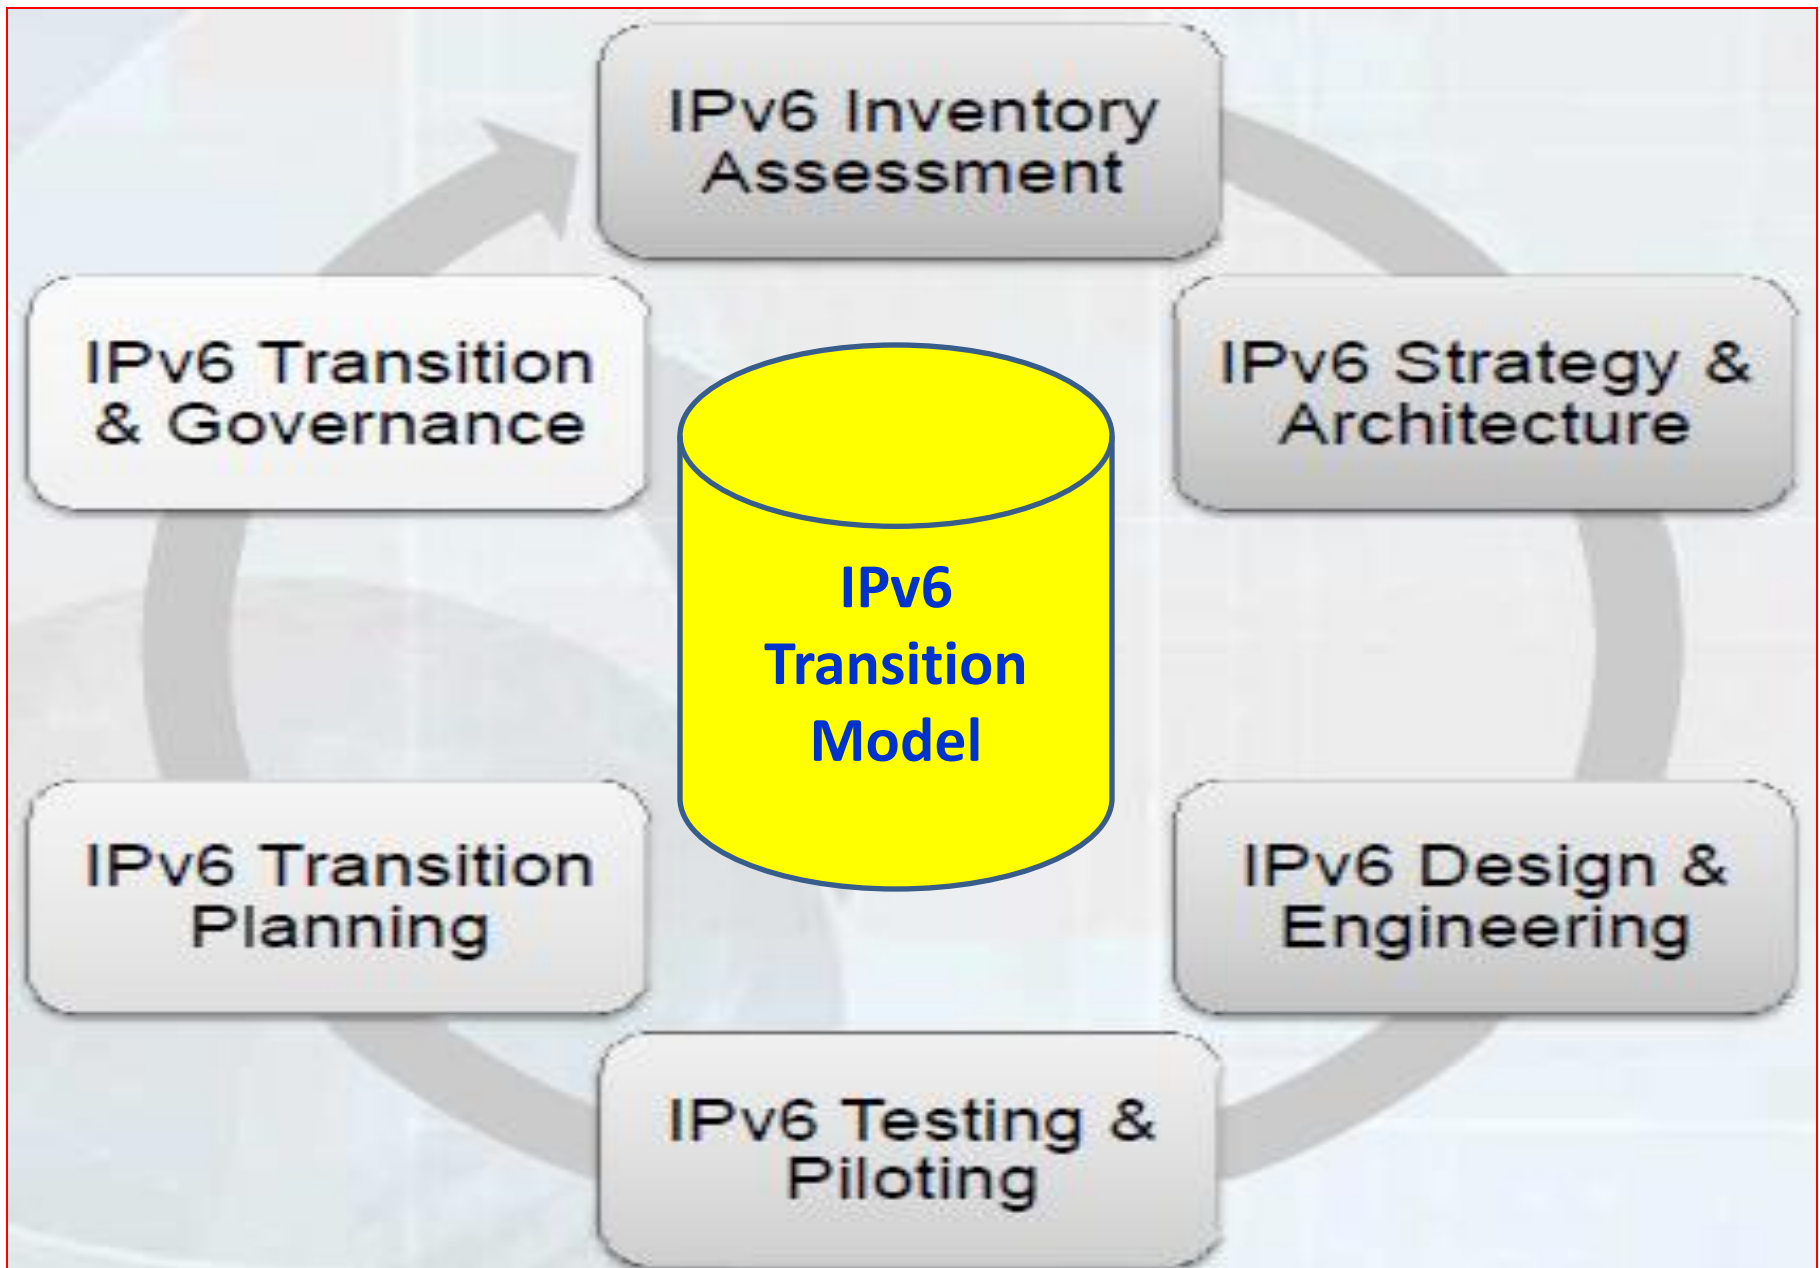 IPv6 Inventory
Assessment
IPv6 Transition
& Governance
IPv6 Strategy &
Architecture
IPv6
Transition
Model
IPv6 Transition
Planning
IPv6 Design &
Engineering
IPv6 Testing &
Piloting